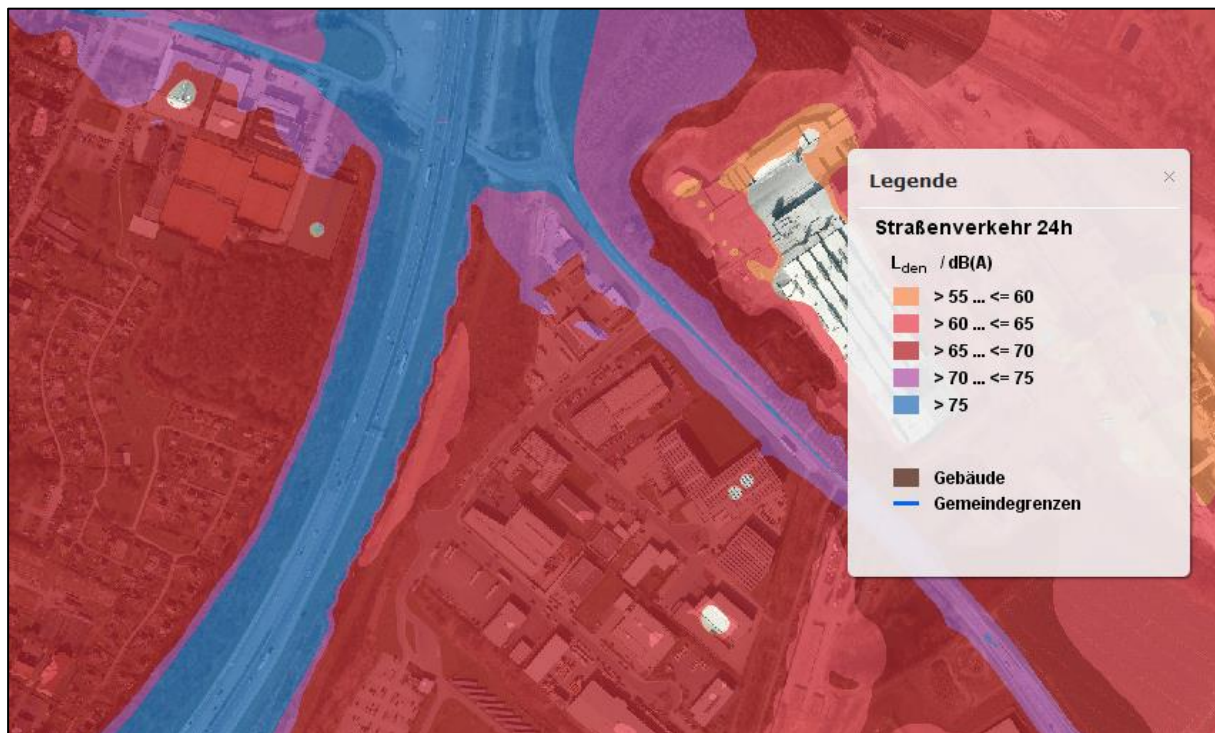 Legende ×
Straßenverkehr 24h
Lden / dB(A)
> 55 ... <= 60
> 60 ... <= 65
> 65 ... <= 70
> 70 ... <= 75
> 75
Gebäude
Gemeindegrenzen